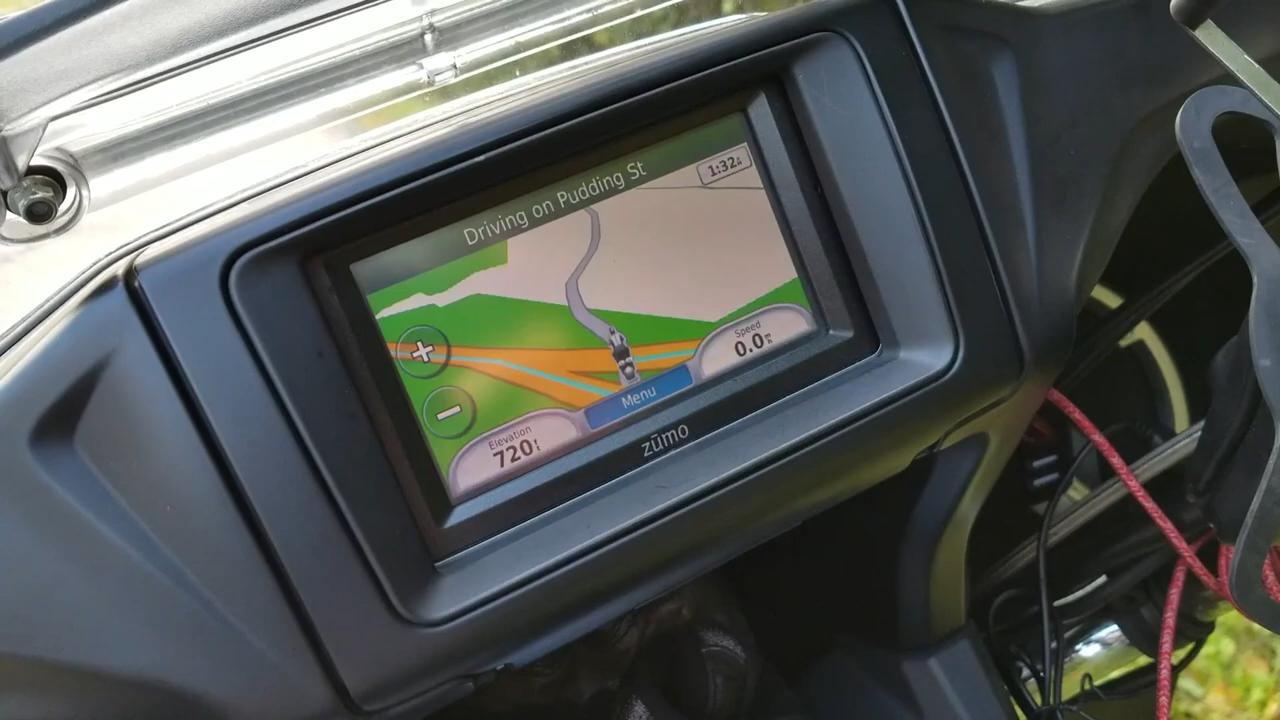 Driving on Pudding St
1:32
+
-
Speed
0.0
Menu
Elevation
720
zūmo